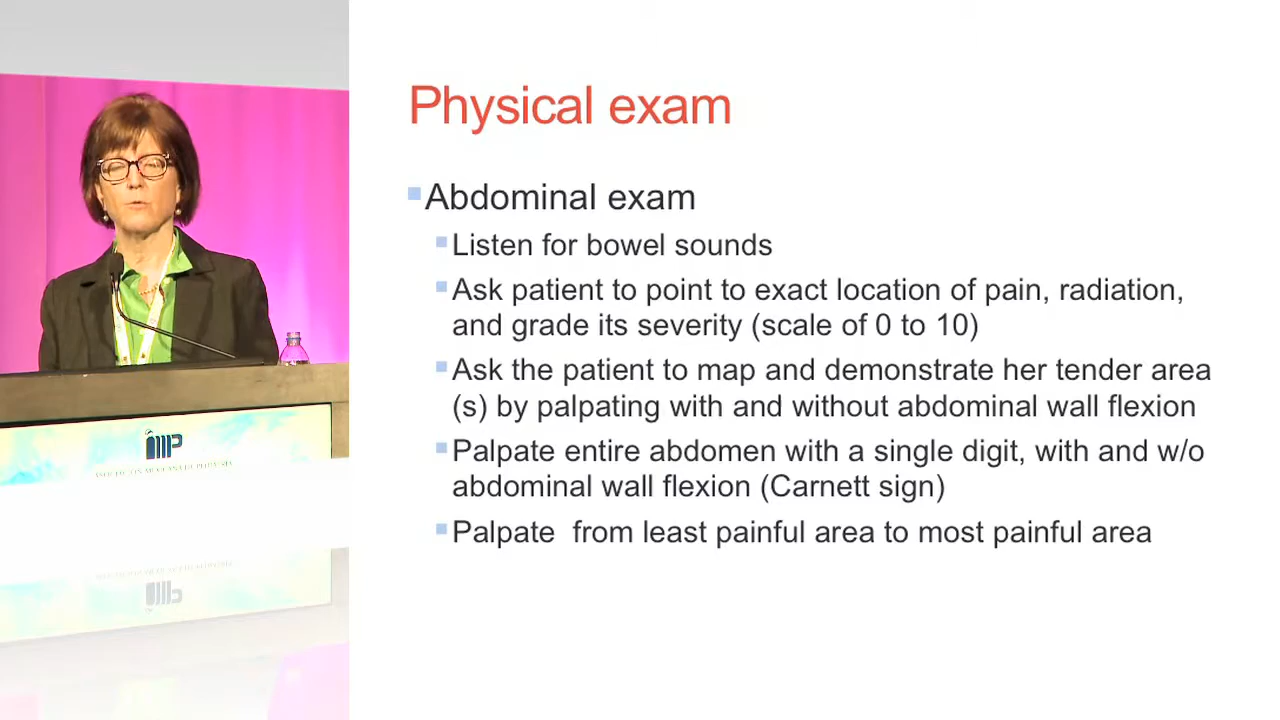 Physical exam
Abdominal exam
Listen for bowel sounds
Ask patient to point to exact location of pain, radiation,
and grade its severity (scale of 0 to 10)
Ask the patient to map and demonstrate her tender area
(s) by palpating with and without abdominal wall flexion
Palpate entire abdomen with a single digit, with and w/o
abdominal wall flexion (Carnett sign)
Palpate  from least painful area to most painful area